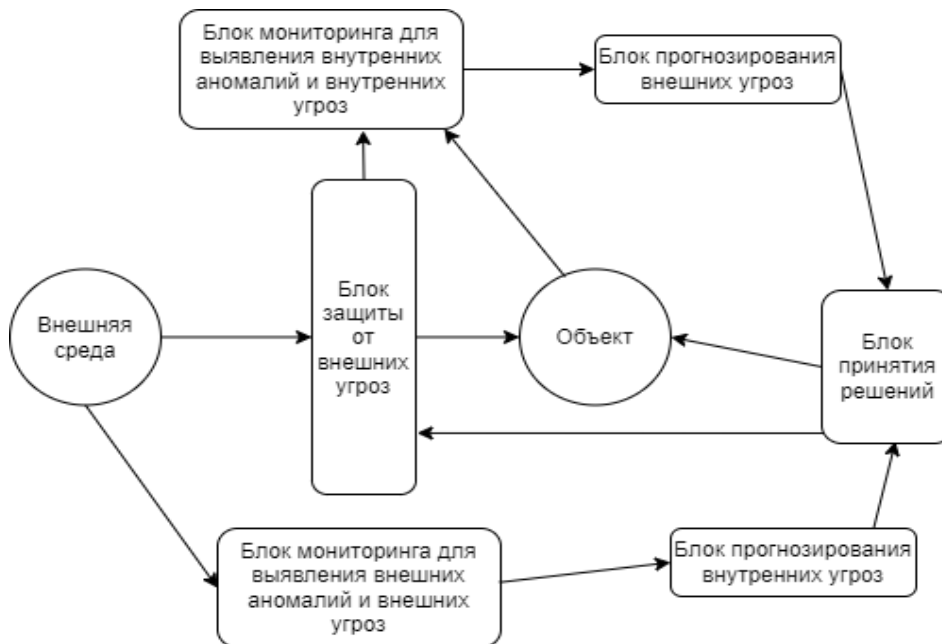 Блок мониторинга для
выявления внутренних
аномалий и внутренних
угроз
Блок прогнозирования
внешних угроз
Внешняя
среда
Блок
защиты
от
внешних
угроз
Объект
Блок
принятия
решений
Блок мониторинга для
выявления внешних
аномалий и внешних
угроз
Блок прогнозирования
внутренних угроз